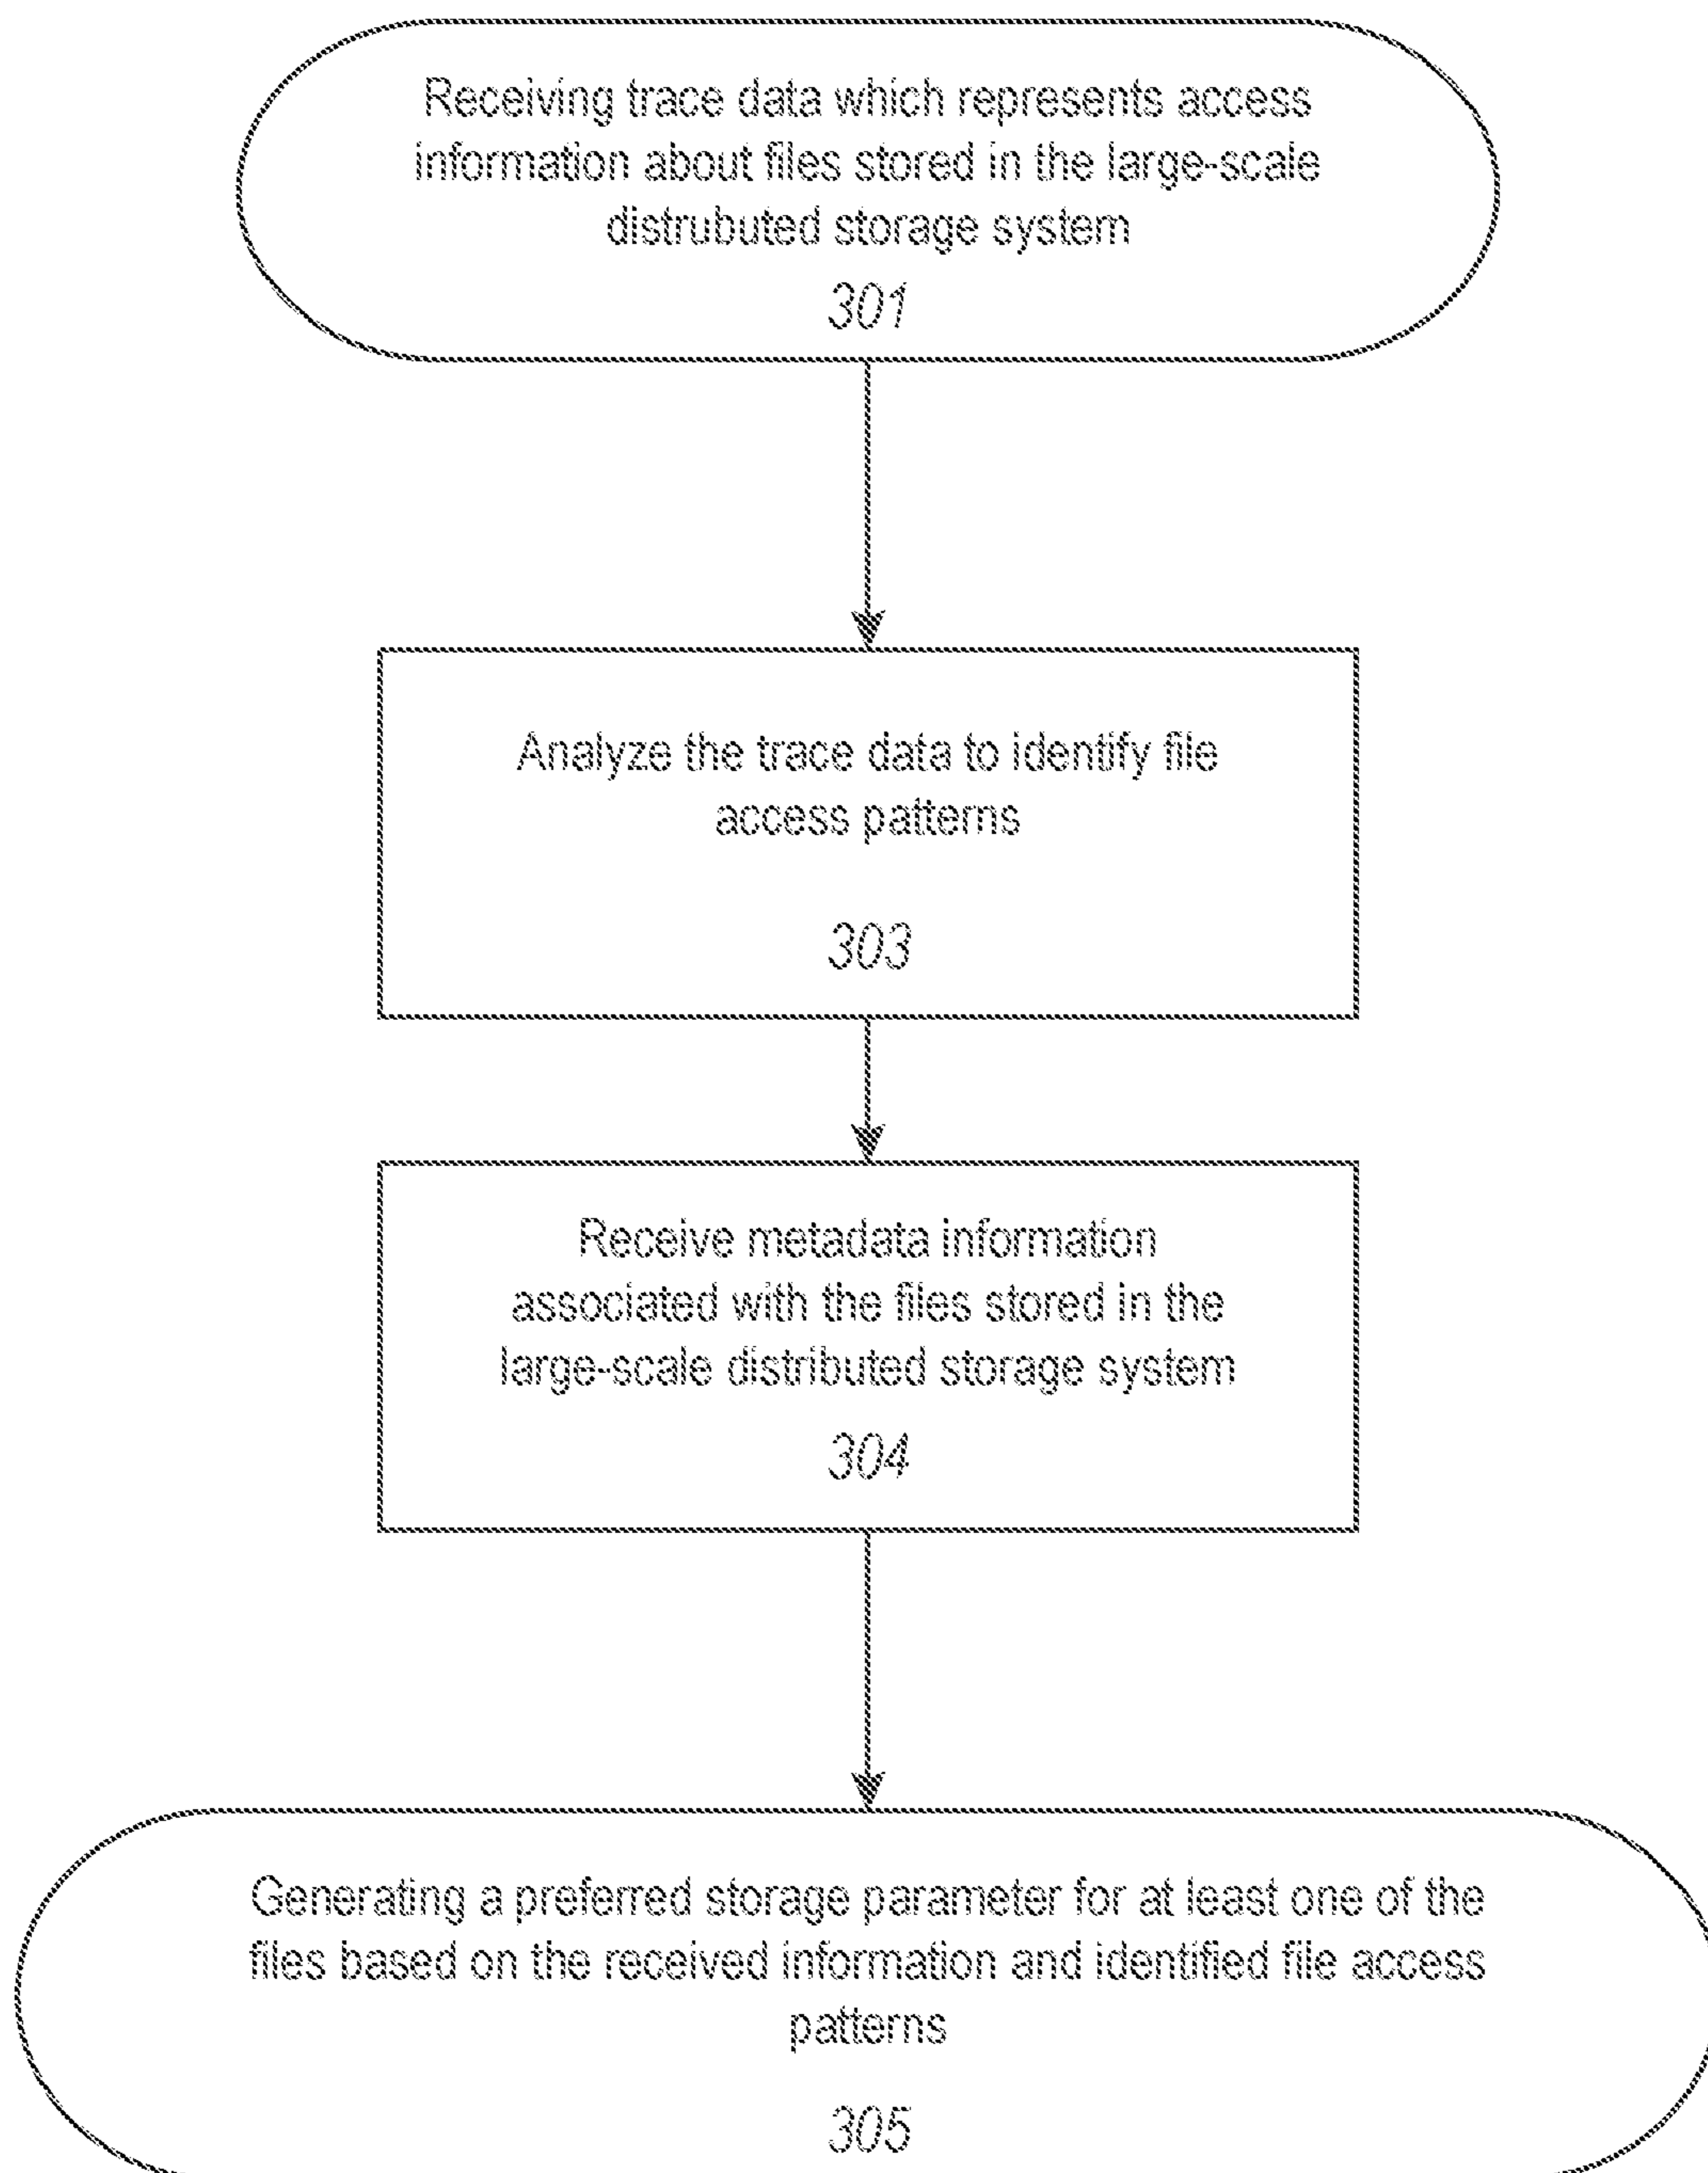 Receiving trace data which represents access
information about files stored in the large-scale
distrubuted storage system
301
Analyze the trace data to identify file
access patterns
303
Receive metadata information
associated with the files stored in the
large-scale distributed storage system
304
Generating a preferred storage parameter for at least one of the
files based on the received information and identified file access
patterns
305